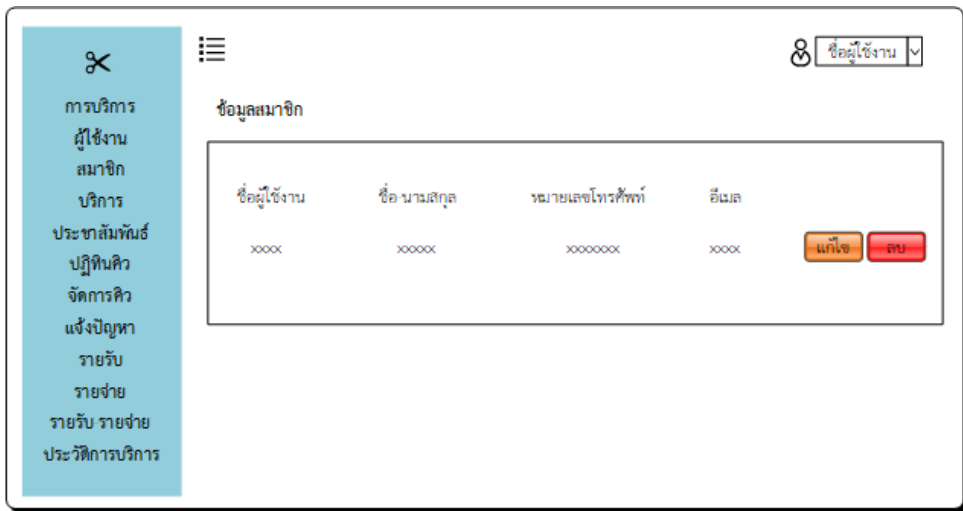 การบริการ
ผู้ใช้งาน
สมาชิก
บริการ
ประชาสัมพันธ์
ปฏิทินคิว
จัดการคิว
แจ้งปัญหา
รายรับ
รายจ่าย
รายรับ รายจ่าย
ประวัติการบริการ
ชื่อผู้ใช้งาน
ข้อมูลสมาชิก
ชื่อผู้ใช้งาน ชื่อ นามสกุล หมายเลขโทรศัพท์ อีเมล
xxxx xxxxx xxxxxxx xxxx แก้ไข ลบ